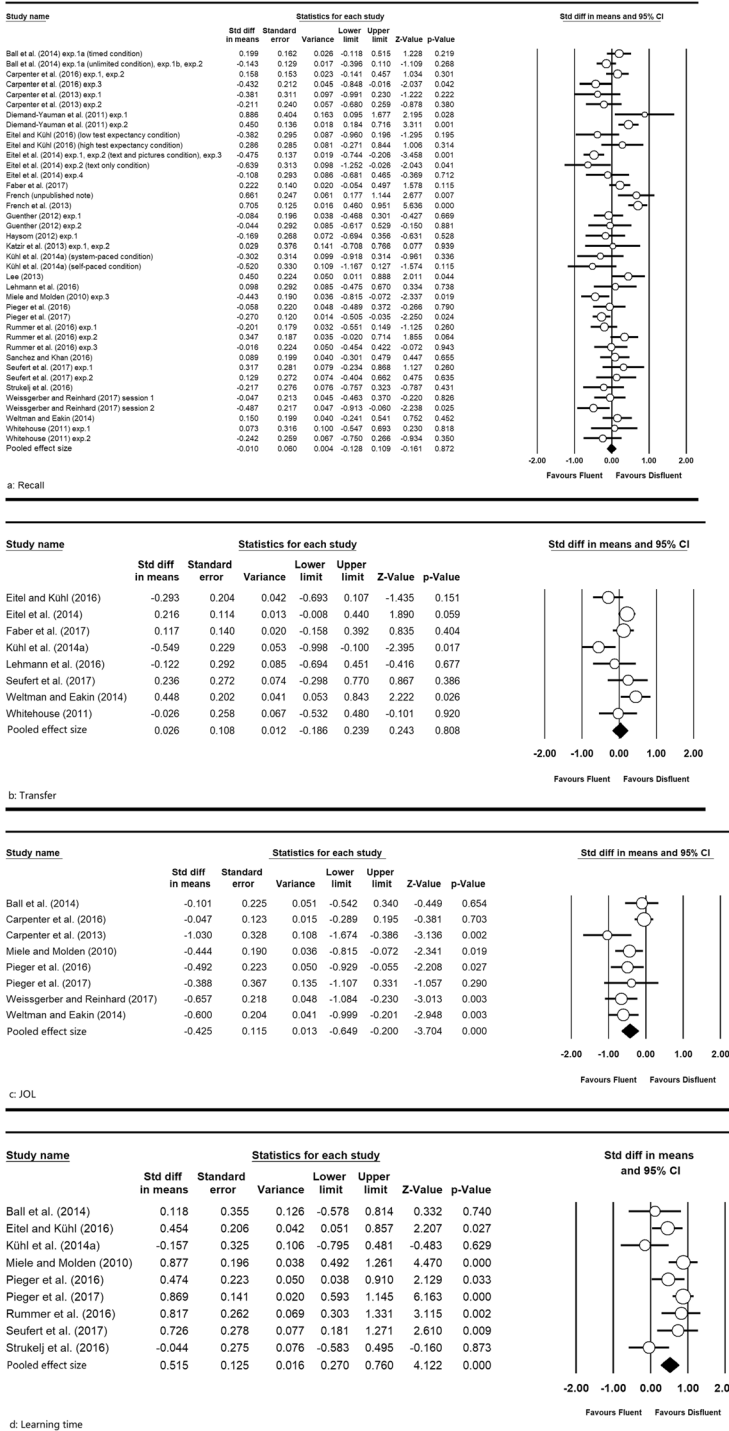 Study name Statistics for each study Std diff in means and 95% CI
Std diff in means Standard error Variance Lower limit Upper limit Z-Value p-Value
Ball et al. (2014) exp.1a (timed condition) 0.199 0.162 0.026 -0.118 0.515 1.228 0.219
Ball et al. (2014) exp.1a (unlimited condition), exp.1b, exp.2 -0.143 0.129 0.017 -0.396 0.110 -1.109 0.268
Carpenter et al. (2016) exp.1, exp.2 0.158 0.153 0.023 -0.141 0.457 1.034 0.301
Carpenter et al. (2016) exp.3 -0.432 0.212 0.045 -0.848 -0.016 -2.037 0.042
Carpenter et al. (2013) exp.1 -0.381 0.311 0.097 -0.991 0.230 -1.222 0.222
Carpenter et al. (2013) exp.2 -0.211 0.240 0.057 -0.680 0.259 -0.878 0.380
Diemand-Yauman et al. (2011) exp.1 0.886 0.404 0.163 0.095 1.677 2.195 0.028
Diemand-Yauman et al. (2011) exp.2 0.450 0.136 0.018 0.184 0.716 3.311 0.001
Eitel and Kühl (2016) (low test expectancy condition) -0.382 0.295 0.087 -0.960 0.196 -1.295 0.195
Eitel and Kühl (2016) (high test expectancy condition) 0.286 0.285 0.081 -0.271 0.844 1.006 0.314
Eitel et al. (2014) exp.1, exp.2 (text and pictures condition), exp.3 -0.475 0.137 0.019 -0.744 -0.206 -3.458 0.001
Eitel et al. (2014) exp.2 (text only condition) -0.639 0.313 0.098 -1.252 -0.026 -2.043 0.041
Eitel et al. (2014) exp.4 -0.108 0.293 0.086 -0.681 0.465 -0.369 0.712
Faber et al. (2017) 0.222 0.140 0.020 -0.054 0.497 1.578 0.115
French (unpublished note) 0.661 0.247 0.061 0.177 1.144 2.677 0.007
French et al. (2013) 0.705 0.125 0.016 0.460 0.951 5.636 0.000
Guenther (2012) exp.1 -0.084 0.196 0.038 -0.468 0.301 -0.427 0.669
Guenther (2012) exp.2 -0.044 0.292 0.085 -0.617 0.529 -0.150 0.881
Haysom (2012) exp.1 -0.169 0.268 0.072 -0.694 0.356 -0.631 0.528
Katzir et al. (2013) exp.1, exp.2 0.029 0.376 0.141 -0.708 0.766 0.077 0.939
Kühl et al. (2014a) (system-paced condition) -0.302 0.314 0.099 -0.918 0.314 -0.961 0.336
Kühl et al. (2014a) (self-paced condition) -0.520 0.330 0.109 -1.167 0.127 -1.574 0.115
Lee (2013) 0.450 0.224 0.050 0.011 0.888 2.011 0.044
Lehmann et al. (2016) 0.098 0.292 0.085 -0.475 0.670 0.334 0.738
Miele and Molden (2010) exp.3 -0.443 0.190 0.036 -0.815 -0.072 -2.337 0.019
Pieger et al. (2016) -0.058 0.220 0.048 -0.489 0.372 -0.266 0.790
Pieger et al. (2017) -0.270 0.120 0.014 -0.505 -0.035 -2.250 0.024
Rummer et al. (2016) exp.1 -0.201 0.179 0.032 -0.551 0.149 -1.125 0.260
Rummer et al. (2016) exp.2 0.347 0.187 0.035 -0.020 0.714 1.855 0.064
Rummer et al. (2016) exp.3 -0.016 0.224 0.050 -0.454 0.422 -0.072 0.943
Sanchez and Khan (2016) 0.089 0.199 0.040 -0.301 0.479 0.447 0.655
Seufert et al. (2017) exp.1 0.317 0.281 0.079 -0.234 0.868 1.127 0.260
Seufert et al. (2017) exp.2 0.129 0.272 0.074 -0.404 0.662 0.475 0.635
Strukelj et al. (2016) -0.217 0.276 0.076 -0.757 0.323 -0.787 0.431
Weissgerber and Reinhard (2017) session 1 -0.047 0.213 0.045 -0.463 0.370 -0.220 0.826
Weissgerber and Reinhard (2017) session 2 -0.487 0.217 0.047 -0.913 -0.060 -2.238 0.025
Weltman and Eakin (2014) 0.150 0.199 0.040 -0.241 0.541 0.752 0.452
Whitehouse (2011) exp.1 0.073 0.316 0.100 -0.547 0.693 0.230 0.818
Whitehouse (2011) exp.2 -0.242 0.259 0.067 -0.750 0.266 -0.934 0.350
Pooled effect size -0.010 0.060 0.004 -0.128 0.109 -0.161 0.872
-2.00 -1.00 0.00 1.00 2.00
Favours Fluent Favours Disfluent
a: Recall
Study name Statistics for each study Std diff in means and 95% CI
Std diff in means Standard error Variance Lower limit Upper limit Z-Value p-Value
Eitel and Kühl (2016) -0.293 0.204 0.042 -0.693 0.107 -1.435 0.151
Eitel et al. (2014) 0.216 0.114 0.013 -0.008 0.440 1.890 0.059
Faber et al. (2017) 0.117 0.140 0.020 -0.158 0.392 0.835 0.404
Kühl et al. (2014a) -0.549 0.229 0.053 -0.998 -0.100 -2.395 0.017
Lehmann et al. (2016) -0.122 0.292 0.085 -0.694 0.451 -0.416 0.677
Seufert et al. (2017) 0.236 0.272 0.074 -0.298 0.770 0.867 0.386
Weltman and Eakin (2014) 0.448 0.202 0.041 0.053 0.843 2.222 0.026
Whitehouse (2011) -0.026 0.258 0.067 -0.532 0.480 -0.101 0.920
Pooled effect size 0.026 0.108 0.012 -0.186 0.239 0.243 0.808
-2.00 -1.00 0.00 1.00 2.00
Favours Fluent Favours Disfluent
b: Transfer
Study name Statistics for each study Std diff in means and 95% CI
Std diff in means Standard error Variance Lower limit Upper limit Z-Value p-Value
Ball et al. (2014) -0.101 0.225 0.051 -0.542 0.340 -0.449 0.654
Carpenter et al. (2016) -0.047 0.123 0.015 -0.289 0.195 -0.381 0.703
Carpenter et al. (2013) -1.030 0.328 0.108 -1.674 -0.386 -3.136 0.002
Miele and Molden (2010) -0.444 0.190 0.036 -0.815 -0.072 -2.341 0.019
Pieger et al. (2016) -0.492 0.223 0.050 -0.929 -0.055 -2.208 0.027
Pieger et al. (2017) -0.388 0.367 0.135 -1.107 0.331 -1.057 0.290
Weissgerber and Reinhard (2017) -0.657 0.218 0.048 -1.084 -0.230 -3.013 0.003
Weltman and Eakin (2014) -0.600 0.204 0.041 -0.999 -0.201 -2.948 0.003
Pooled effect size -0.425 0.115 0.013 -0.649 -0.200 -3.704 0.000
-2.00 -1.00 0.00 1.00 2.00
Favours Fluent Favours Disfluent
c: JOL
Study name Statistics for each study Std diff in means and 95% CI
Std diff in means Standard error Variance Lower limit Upper limit Z-Value p-Value
Ball et al. (2014) 0.118 0.355 0.126 -0.578 0.814 0.332 0.740
Eitel and Kühl (2016) 0.454 0.206 0.042 0.051 0.857 2.207 0.027
Kühl et al. (2014a) -0.157 0.325 0.106 -0.795 0.481 -0.483 0.629
Miele and Molden (2010) 0.877 0.196 0.038 0.492 1.261 4.470 0.000
Pieger et al. (2016) 0.474 0.223 0.050 0.038 0.910 2.129 0.033
Pieger et al. (2017) 0.869 0.141 0.020 0.593 1.145 6.163 0.000
Rummer et al. (2016) 0.817 0.262 0.069 0.303 1.331 3.115 0.002
Seufert et al. (2017) 0.726 0.278 0.077 0.181 1.271 2.610 0.009
Strukelj et al. (2016) -0.044 0.275 0.076 -0.583 0.495 -0.160 0.873
Pooled effect size 0.515 0.125 0.016 0.270 0.760 4.122 0.000
-2.00 -1.00 0.00 1.00 2.0
Favours Fluent Favours Disfluent
d: Learning time